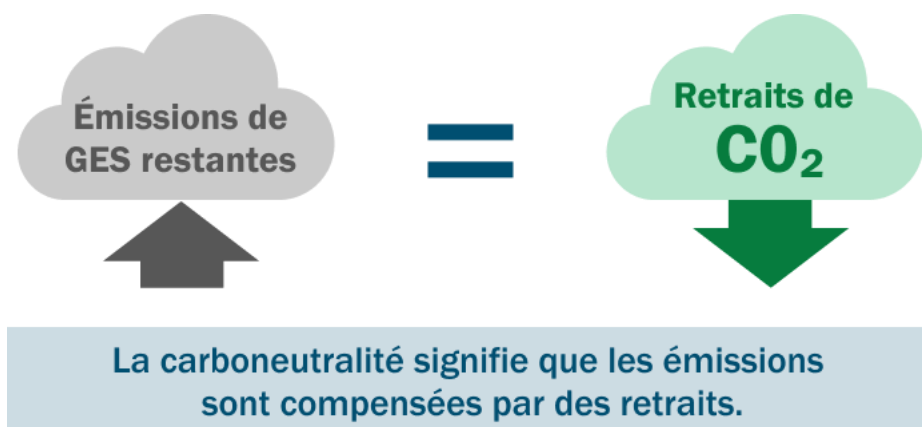 Émissions de
GES restantes
=
Retraits de
CO₂
La carboneutralité signifie que les émissions
sont compensées par des retraits.